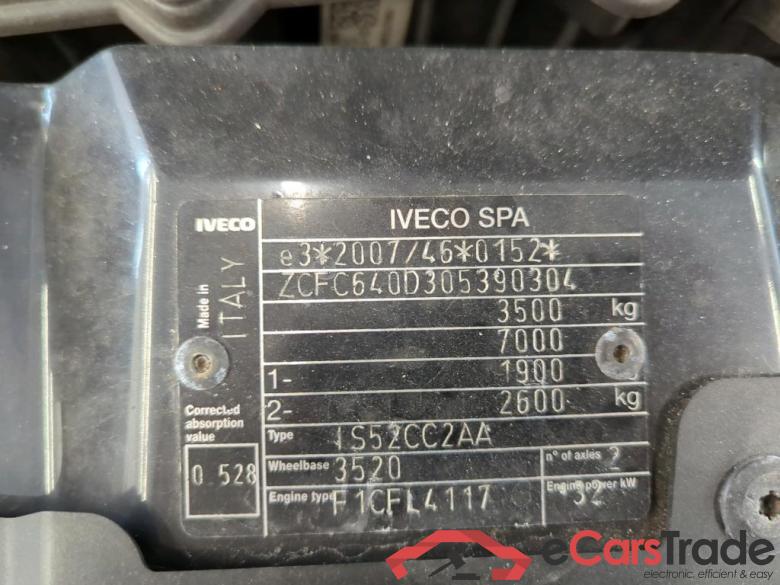 IVECO
IVECO SPA
e3*2007/46*0152*
ZCFC640D305390304
3500 kg
7000
1- 1900
2- 2600 kg
Made in ITALY
Corrected absorption value
0.528
Type IS52CC2AA
Wheelbase 3520 n° of axles 2
Engine type F1CFL4117 Engine power kW
eCarsTrade
electronic. efficient & easy